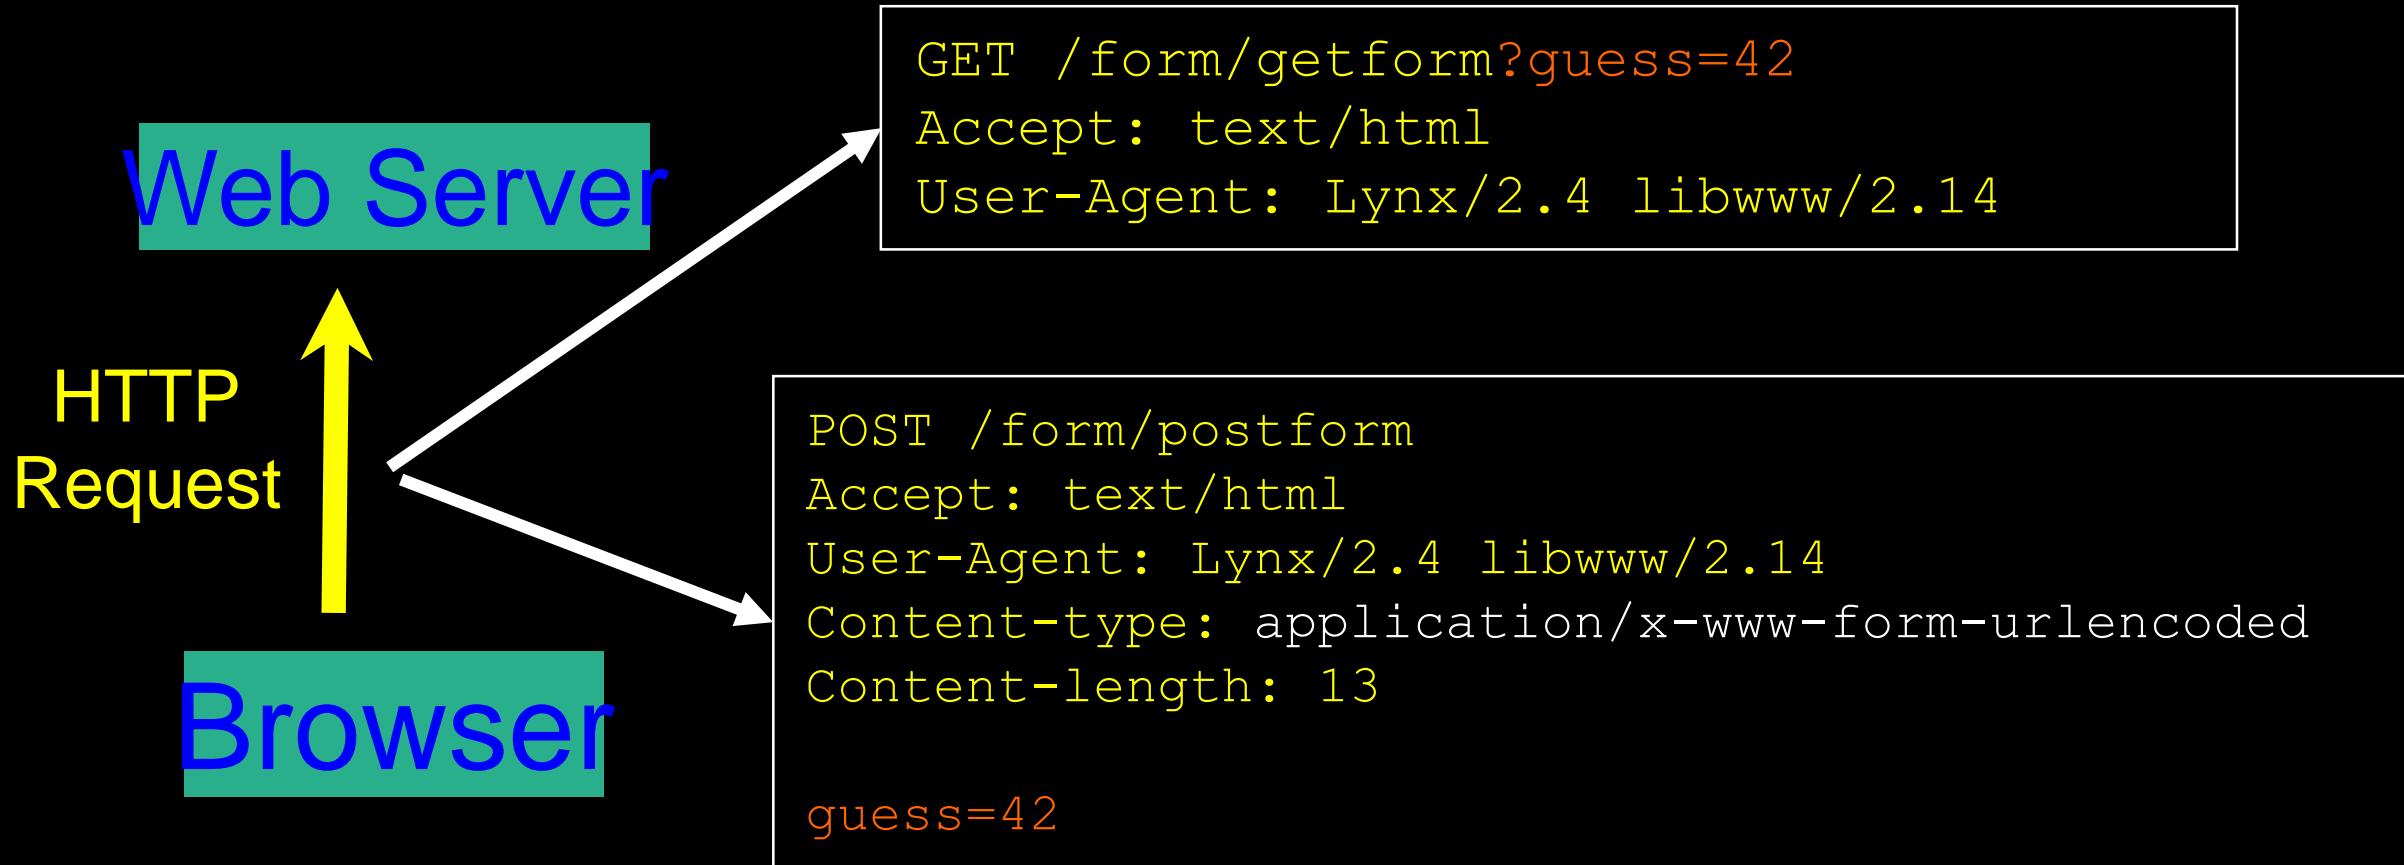 Web Server
HTTP
Request
Browser
GET /form/getform?guess=42
Accept: text/html
User-Agent: Lynx/2.4 libwww/2.14
POST /form/postform
Accept: text/html
User-Agent: Lynx/2.4 libwww/2.14
Content-type: application/x-www-form-urlencoded
Content-length: 13
guess=42